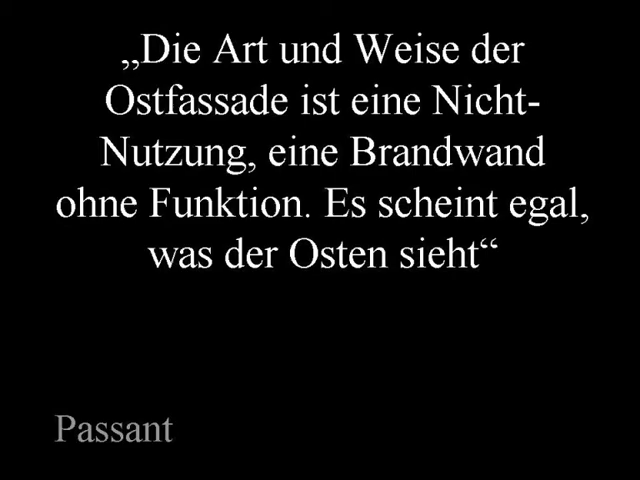 „Die Art und Weise der
Ostfassade ist eine Nicht-
Nutzung, eine Brandwand
ohne Funktion. Es scheint egal,
was der Osten sieht“
Passant